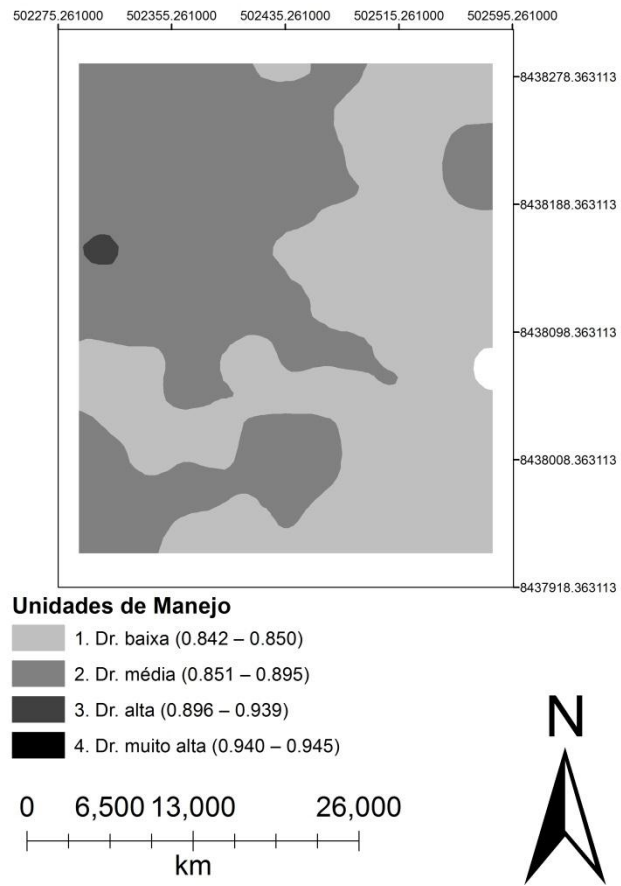 502275.261000 502355.261000 502435.261000 502515.261000 502595.261000
8438278.363113
8438188.363113
8438098.363113
8438008.363113
8437918.363113
Unidades de Manejo
1. Dr. baixa (0.842 – 0.850)
2. Dr. média (0.851 – 0.895)
3. Dr. alta (0.896 – 0.939)
4. Dr. muito alta (0.940 – 0.945)
N
0 6,500 13,000 26,000
km